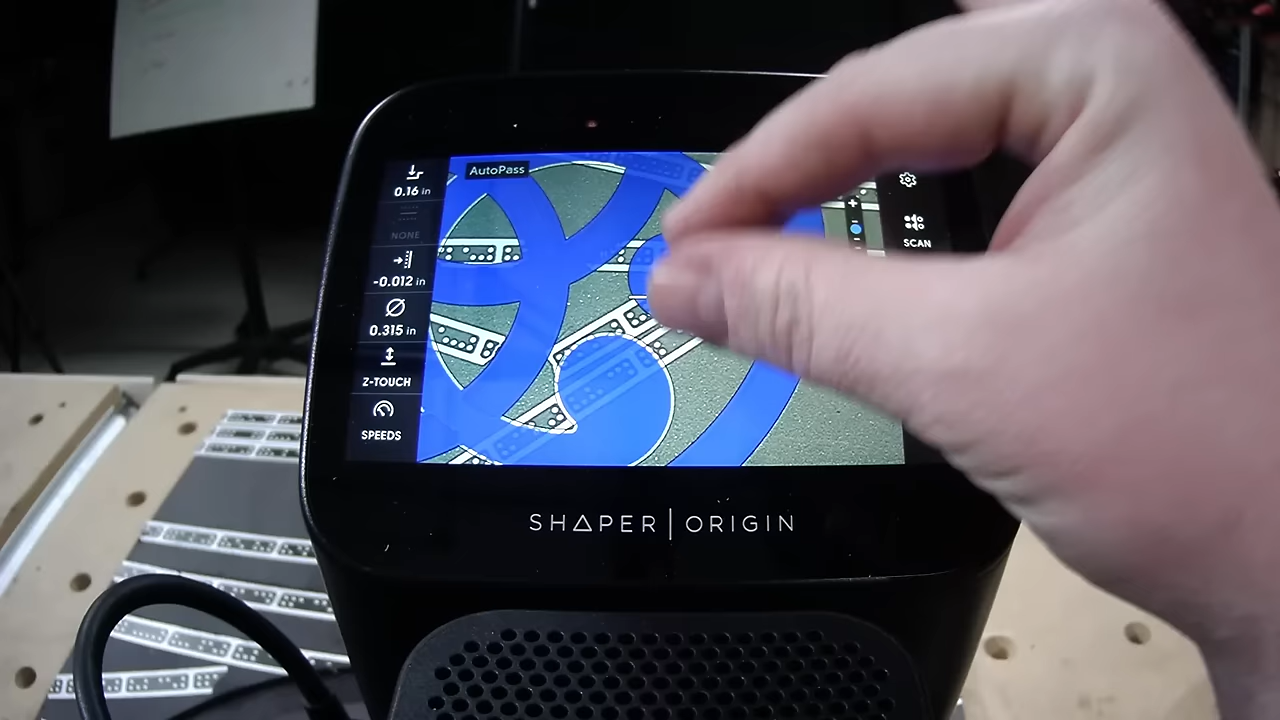 AutoPass
0.16 in
NONE
-0.012 in
0.315 in
Z-TOUCH
SPEEDS
+
SCAN
SHAPER | ORIGIN